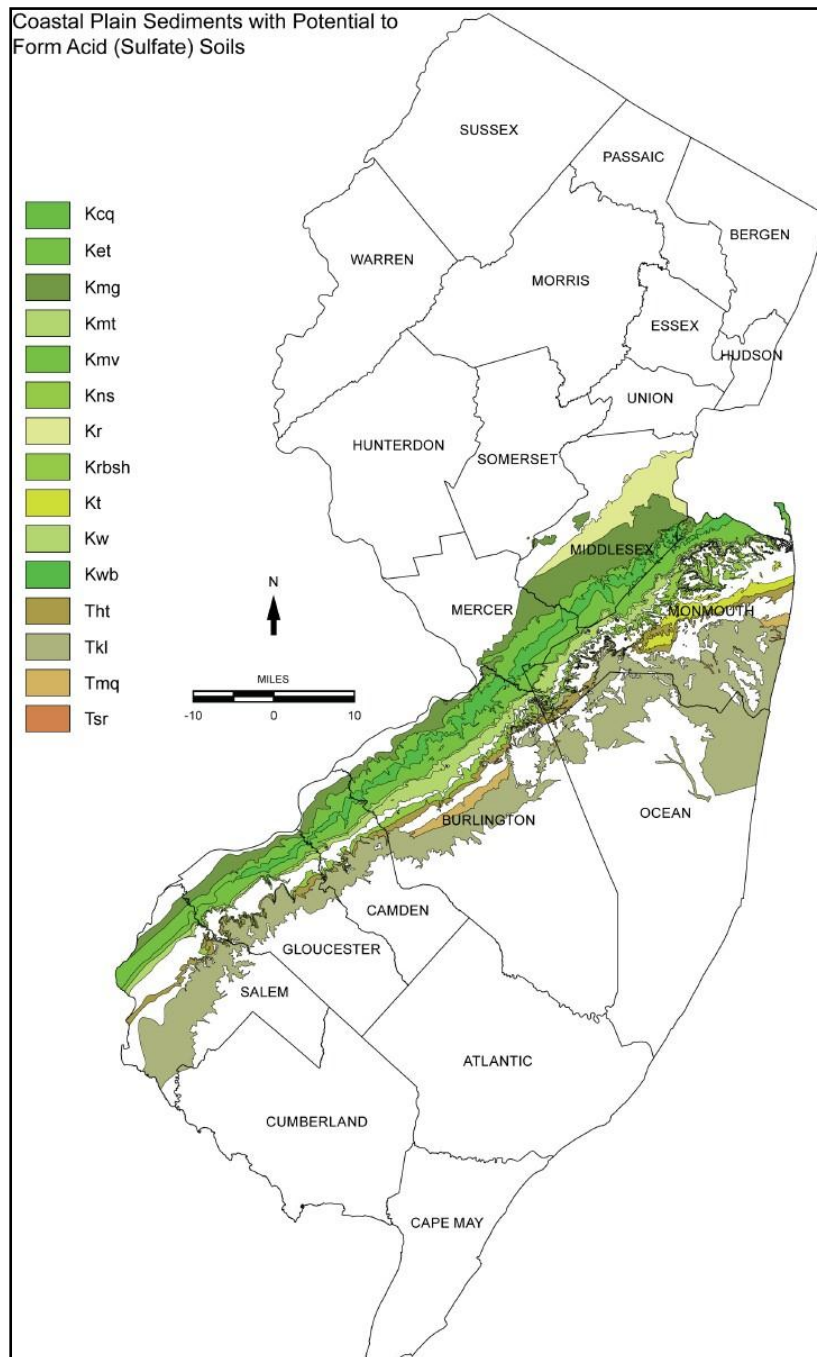 Coastal Plain Sediments with Potential to
Form Acid (Sulfate) Soils
SUSSEX
PASSAIC
BERGEN
WARREN
MORRIS
ESSEX
HUDSON
UNION
HUNTERDON
SOMERSET
MIDDLESEX
MERCER
MONMOUTH
OCEAN
BURLINGTON
CAMDEN
GLOUCESTER
SALEM
ATLANTIC
CUMBERLAND
CAPE MAY
Kcq
Ket
Kmg
Kmt
Kmv
Kns
Kr
Krbsh
Kt
Kw
Kwb
Tht
Tkl
Tmq
Tsr
N
MILES
-10 0 10